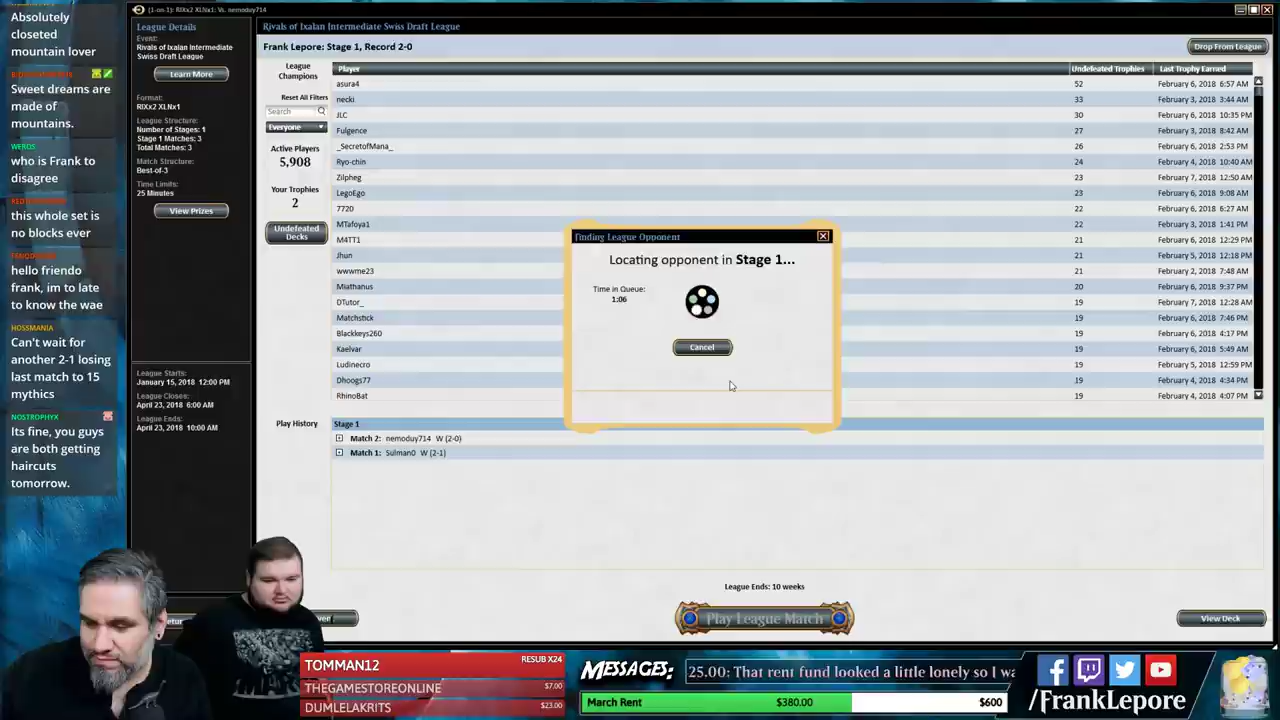 Absolutely
closeted
mountain lover
Sweet dreams are
made of
mountains.
WEROS
who is Frank to
disagree
this whole set is
no blocks ever
hello friendo
frank, im to late
to know the wae
HOSSMANIA
Can't wait for
another 2-1 losing
last match to 15
mythics
NOSTROPHYX
Its fine, you guys
are both getting
haircuts
tomorrow.
(1-on-1): RIXx2 XLNx1: Vs. nemoduy714
League Details
Event:
Rivals of Ixalan Intermediate
Swiss Draft League
Learn More
Format:
RIXx2 XLNx1
League Structure:
Number of Stages: 1
Stage 1 Matches: 3
Total Matches: 3
Match Structure:
Best-of-3
Time Limits:
25 Minutes
View Prizes
League Starts:
January 15, 2018 12:00 PM
League Closes:
April 23, 2018 6:00 AM
League Ends:
April 23, 2018 10:00 AM
Rivals of Ixalan Intermediate Swiss Draft League
Frank Lepore: Stage 1, Record 2-0
Drop From League
League
Champions
Reset All Filters
Search
Everyone
Active Players
5,908
Your Trophies
2
Undefeated
Decks
Player Undefeated Trophies Last Trophy Earned
asura4 52 February 6, 2018 6:57 AM
necki 33 February 3, 2018 3:44 AM
JLC 30 February 6, 2018 10:35 PM
Fulgence 27 February 3, 2018 8:42 AM
_SecretofMana_ 26 February 6, 2018 2:53 PM
Ryo-chin 24 February 4, 2018 10:40 AM
Zilpheg 23 February 7, 2018 12:50 AM
LegoEgo 23 February 6, 2018 9:08 AM
7720 22 February 7, 2018 6:27 AM
MTafoya1 22 February 3, 2018 1:41 PM
M4TT1 21 February 6, 2018 12:29 PM
Jhun 21 February 5, 2018 12:18 PM
wwwme23 21 February 2, 2018 7:48 AM
Miathanus 20 February 6, 2018 9:37 PM
DTutor_ 19 February 7, 2018 12:28 AM
Matchstick 19 February 6, 2018 7:46 PM
Blackkeys260 19 February 6, 2018 4:17 PM
Kaelvar 19 February 6, 2018 5:49 AM
Ludinecro 19 February 5, 2018 12:59 PM
Dhoogs77 19 February 4, 2018 4:34 PM
RhinoBat 19 February 4, 2018 4:07 PM
Finding League Opponent
Locating opponent in Stage 1...
Time in Queue:
1:06
Cancel
Play History
Stage 1
Match 2: nemoduy714 W (2-0)
Match 1: Sulman0 W (2-1)
League Ends: 10 weeks
Play League Match
View Deck
TOMMAN12 RESUB X24
THEGAMESTOREONLINE $7.00
DUMLELAKRITS $23.00
MESSAGES:
25.00: That rent fund looked a little lonely so I wa
March Rent $380.00 $600
/FrankLepore